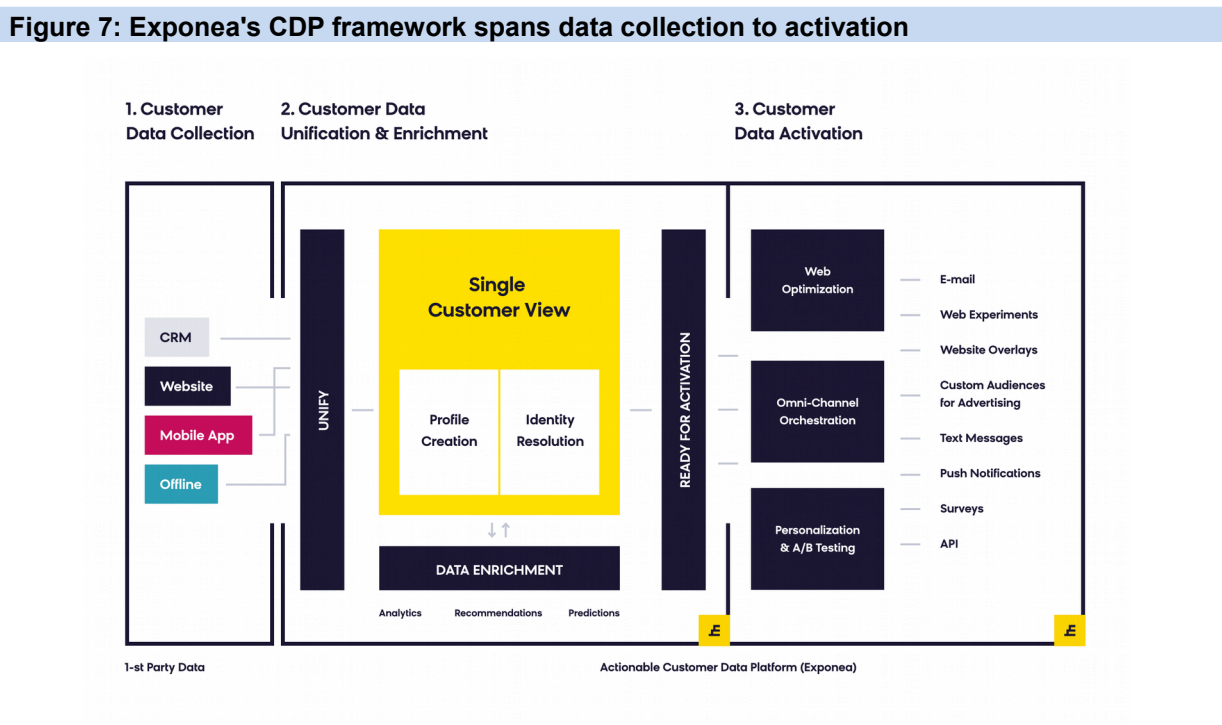 Figure 7: Exponea's CDP framework spans data collection to activation
1. Customer
Data Collection
2. Customer Data
Unification & Enrichment
3. Customer
Data Activation
CRM
Website
Mobile App
Offline
UNIFY
Single
Customer View
Profile
Creation
Identity
Resolution
DATA ENRICHMENT
Analytics
Recommendations
Predictions
READY FOR ACTIVATION
Web
Optimization
Omni-Channel
Orchestration
Personalization
& A/B Testing
E-mail
Web Experiments
Website Overlays
Custom Audiences
for Advertising
Text Messages
Push Notifications
Surveys
API
1-st Party Data
Actionable Customer Data Platform (Exponea)